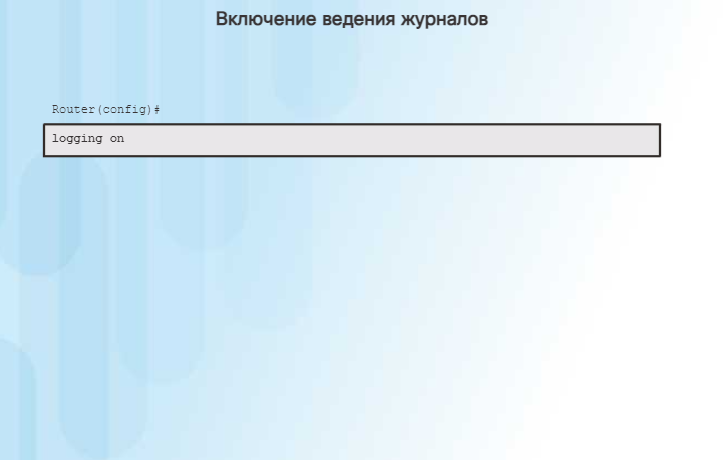 Включение ведения журналов
Router(config)#
logging on